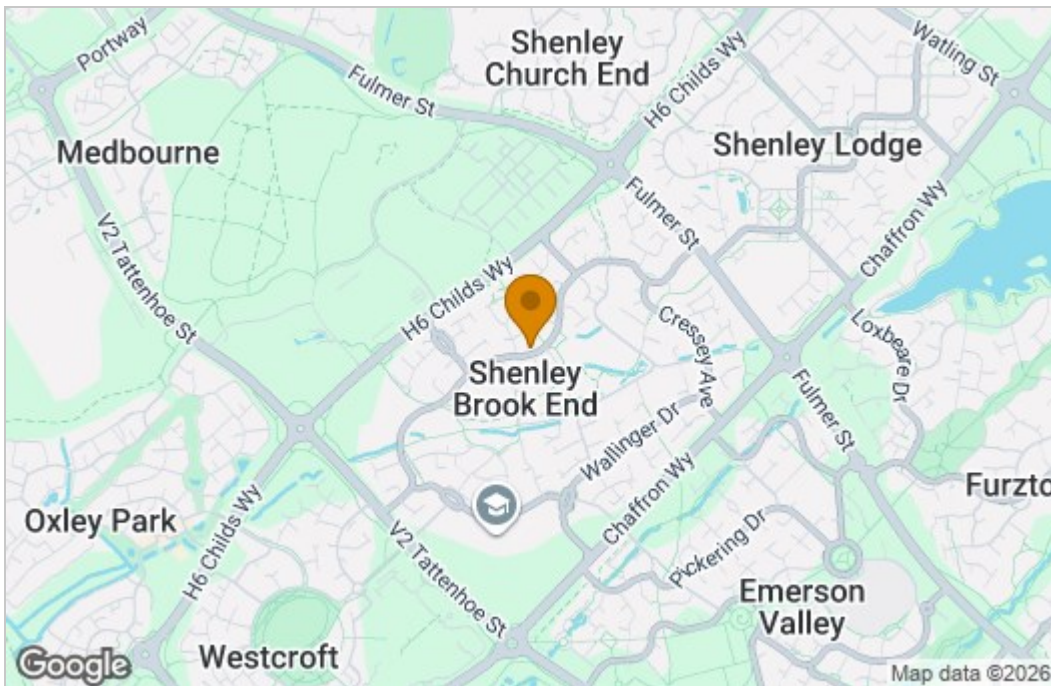 Portway
Shenley
Church End
H6 Childs Wy
Watling St
Fulmer St
Medbourne
Shenley Lodge
V2 Tattenhoe St
Fulmer St
Chaffron Wy
H6 Childs Wy
Cressey Ave
Loxbeare Dr
Shenley
Brook End
Wallinger Dr
Fulmer St
Chaffron Wy
Furzto
Oxley Park
H6 Childs Wy
V2 Tattenhoe St
Pickering Dr
Emerson
Valley
Westcroft
Google
Map data ©2026